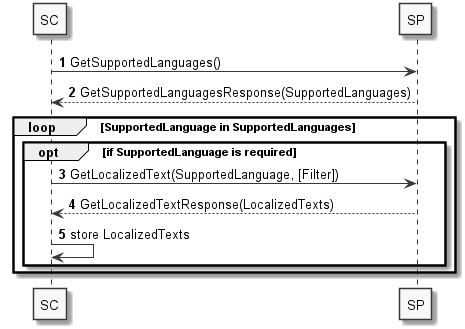 SC SP
1 GetSupportedLanguages()
2 GetSupportedLanguagesResponse(SupportedLanguages)
loop [SupportedLanguage in SupportedLanguages]
opt [if SupportedLanguage is required]
3 GetLocalizedText(SupportedLanguage, [Filter])
4 GetLocalizedTextResponse(LocalizedTexts)
5 store LocalizedTexts
SC SP